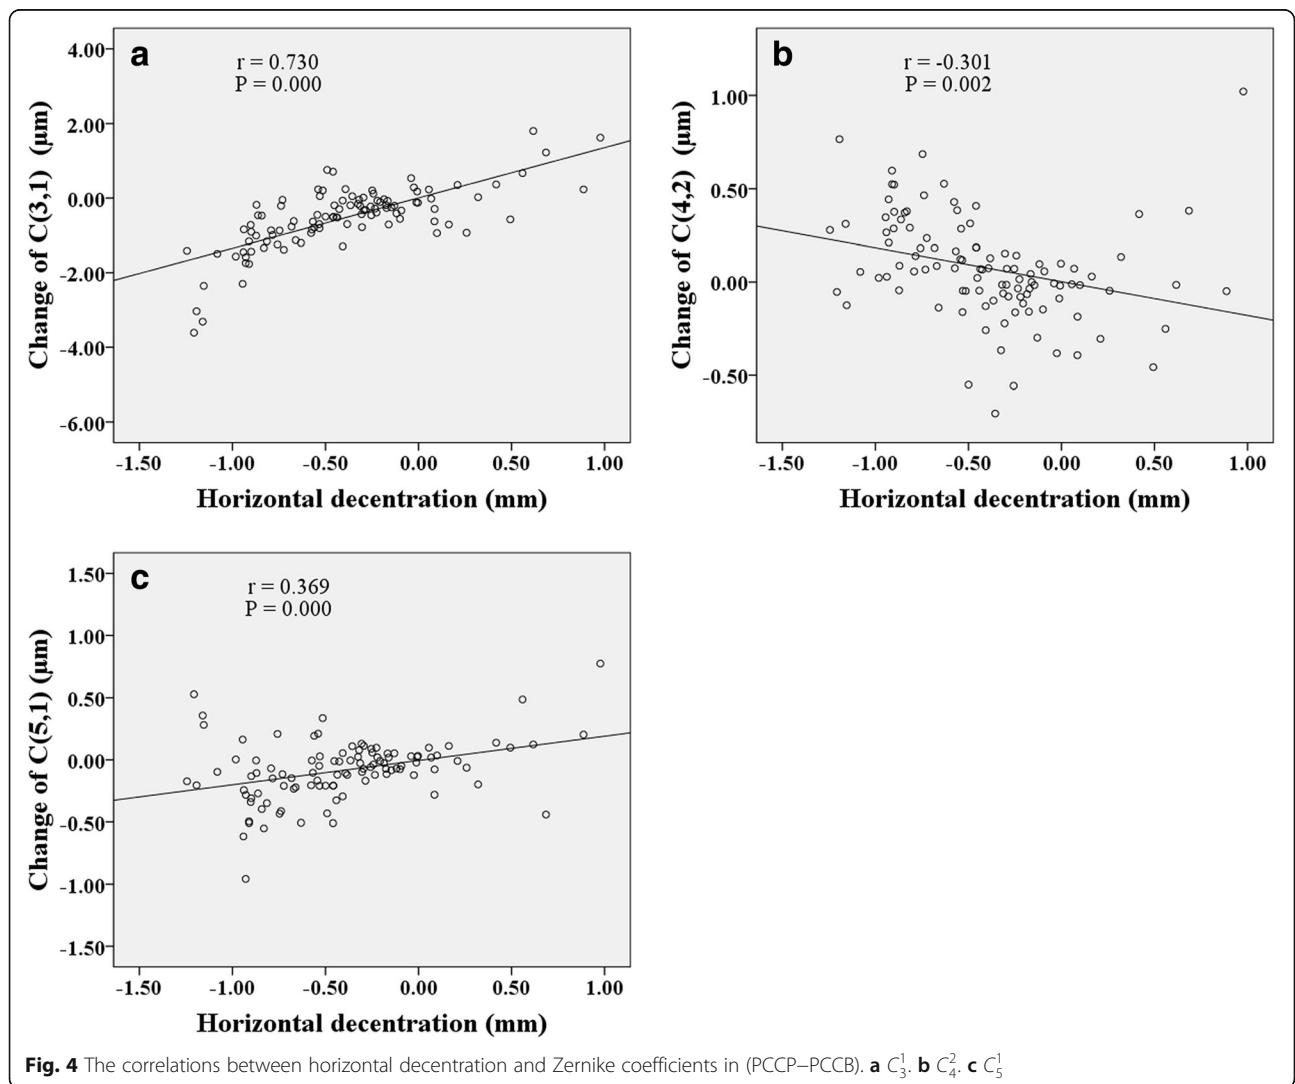 a
r = 0.730
P = 0.000
4.00
2.00
0.00
-2.00
-4.00
-6.00
Change of C(3,1) (μm)
-1.50 -1.00 -0.50 0.00 0.50 1.00
Horizontal decentration (mm)
b
r = -0.301
P = 0.002
1.00
0.50
0.00
-0.50
Change of C(4,2) (μm)
-1.50 -1.00 -0.50 0.00 0.50 1.00
Horizontal decentration (mm)
c
r = 0.369
P = 0.000
1.50
1.00
0.50
0.00
-0.50
-1.00
-1.50
Change of C(5,1) (μm)
-1.50 -1.00 -0.50 0.00 0.50 1.00
Horizontal decentration (mm)
Fig. 4 The correlations between horizontal decentration and Zernike coefficients in (PCCP−PCCB). a C₃¹. b C₄². c C₅¹